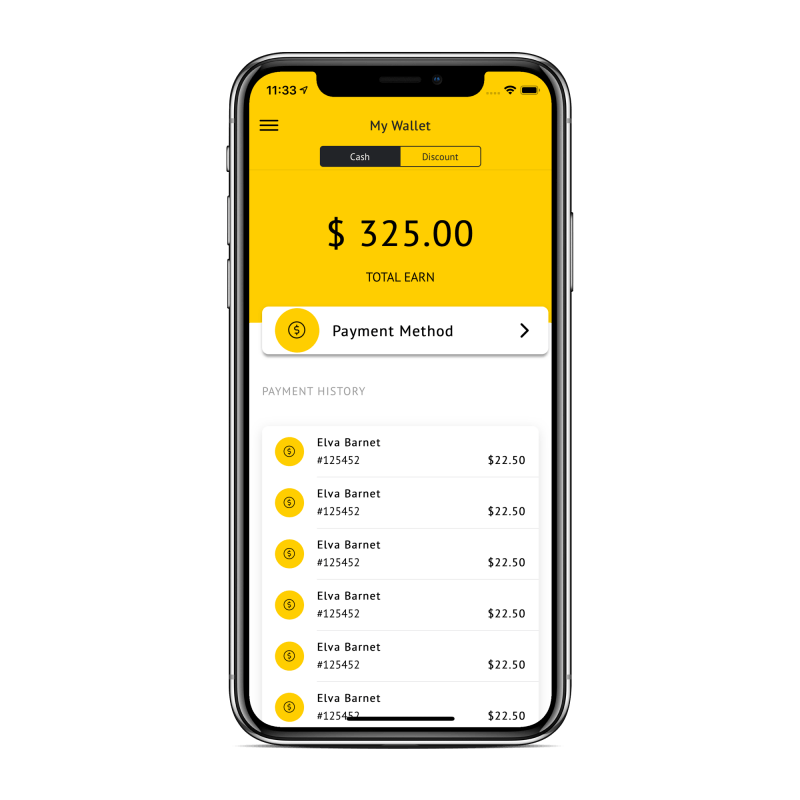 11:33
My Wallet
Cash
Discount
$ 325.00
TOTAL EARN
Payment Method
PAYMENT HISTORY
Elva Barnet
#125452
$22.50
Elva Barnet
#125452
$22.50
Elva Barnet
#125452
$22.50
Elva Barnet
#125452
$22.50
Elva Barnet
#125452
$22.50
Elva Barnet
#125452
$22.50